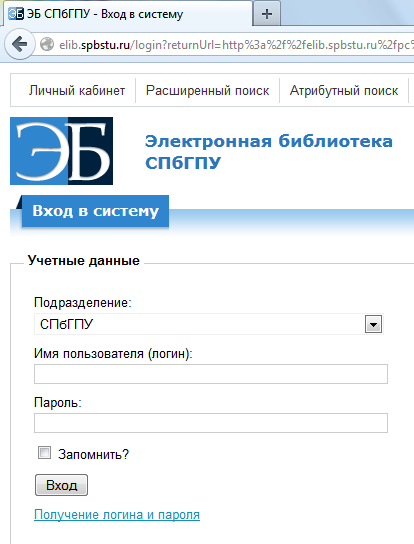 ЭБ СПбГПУ - Вход в систему
elib.spbstu.ru/login?returnUrl=http%3a%2f%2felib.spbstu.ru%2fpc%
Личный кабинет Расширенный поиск Атрибутный поиск
ЭБ
Электронная библиотека
СПбГПУ
Вход в систему
Учетные данные
Подразделение:
СПбГПУ
Имя пользователя (логин):
Пароль:
Запомнить?
Вход
Получение логина и пароля